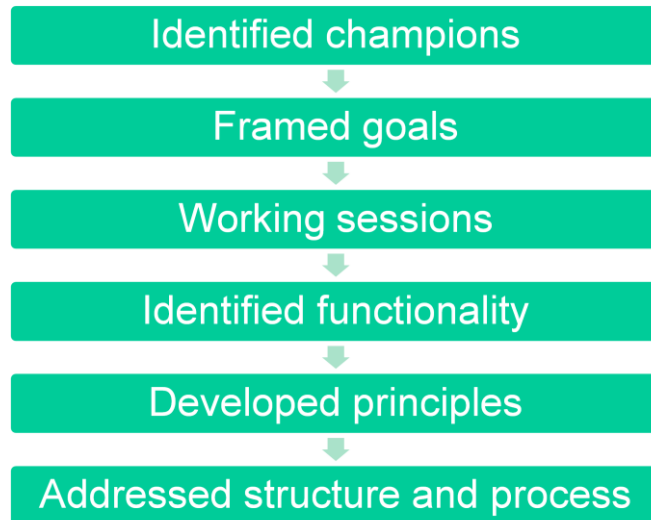 Identified champions
Framed goals
Working sessions
Identified functionality
Developed principles
Addressed structure and process